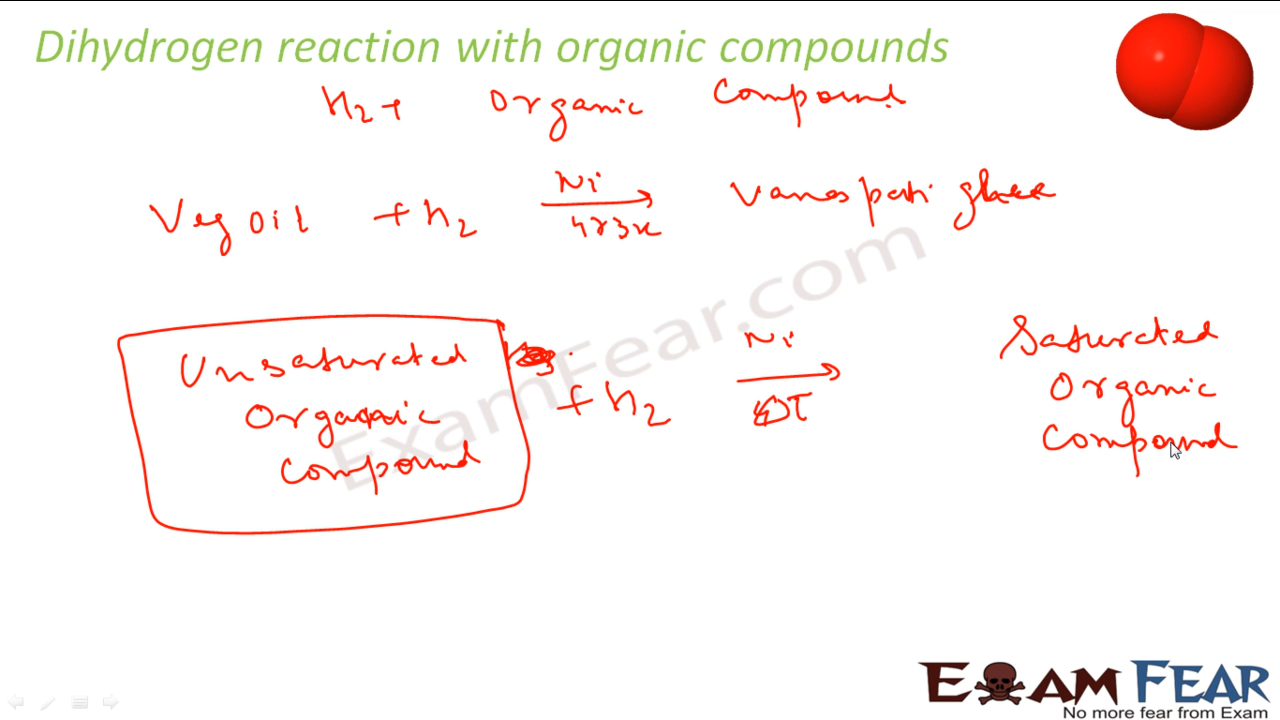 Dihydrogen reaction with organic compounds
H2 + Organic Compound
Veg oil + H2 Ni 473K Vanaspati ghee
Unsaturated Organic Compound + H2 Ni ΔT Saturated Organic Compound
ExamFear.com
EXAM FEAR
No more fear from Exam